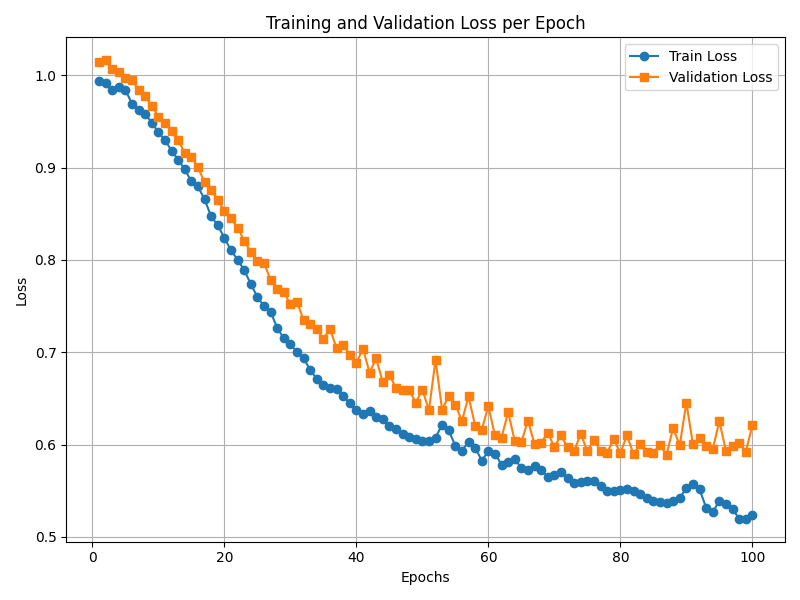 Training and Validation Loss per Epoch
Train Loss
Validation Loss
1.0
0.9
0.8
0.7
0.6
0.5
Loss
0 20 40 60 80 100
Epochs